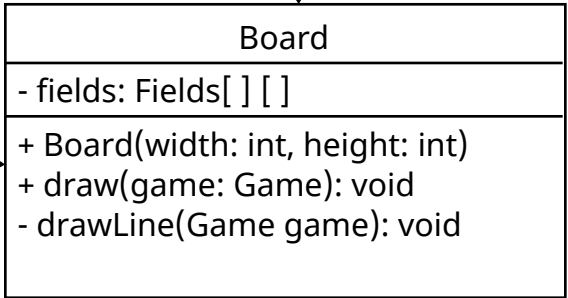 Board
- fields: Fields[ ] [ ]
+ Board(width: int, height: int)
+ draw(game: Game): void
- drawLine(Game game): void